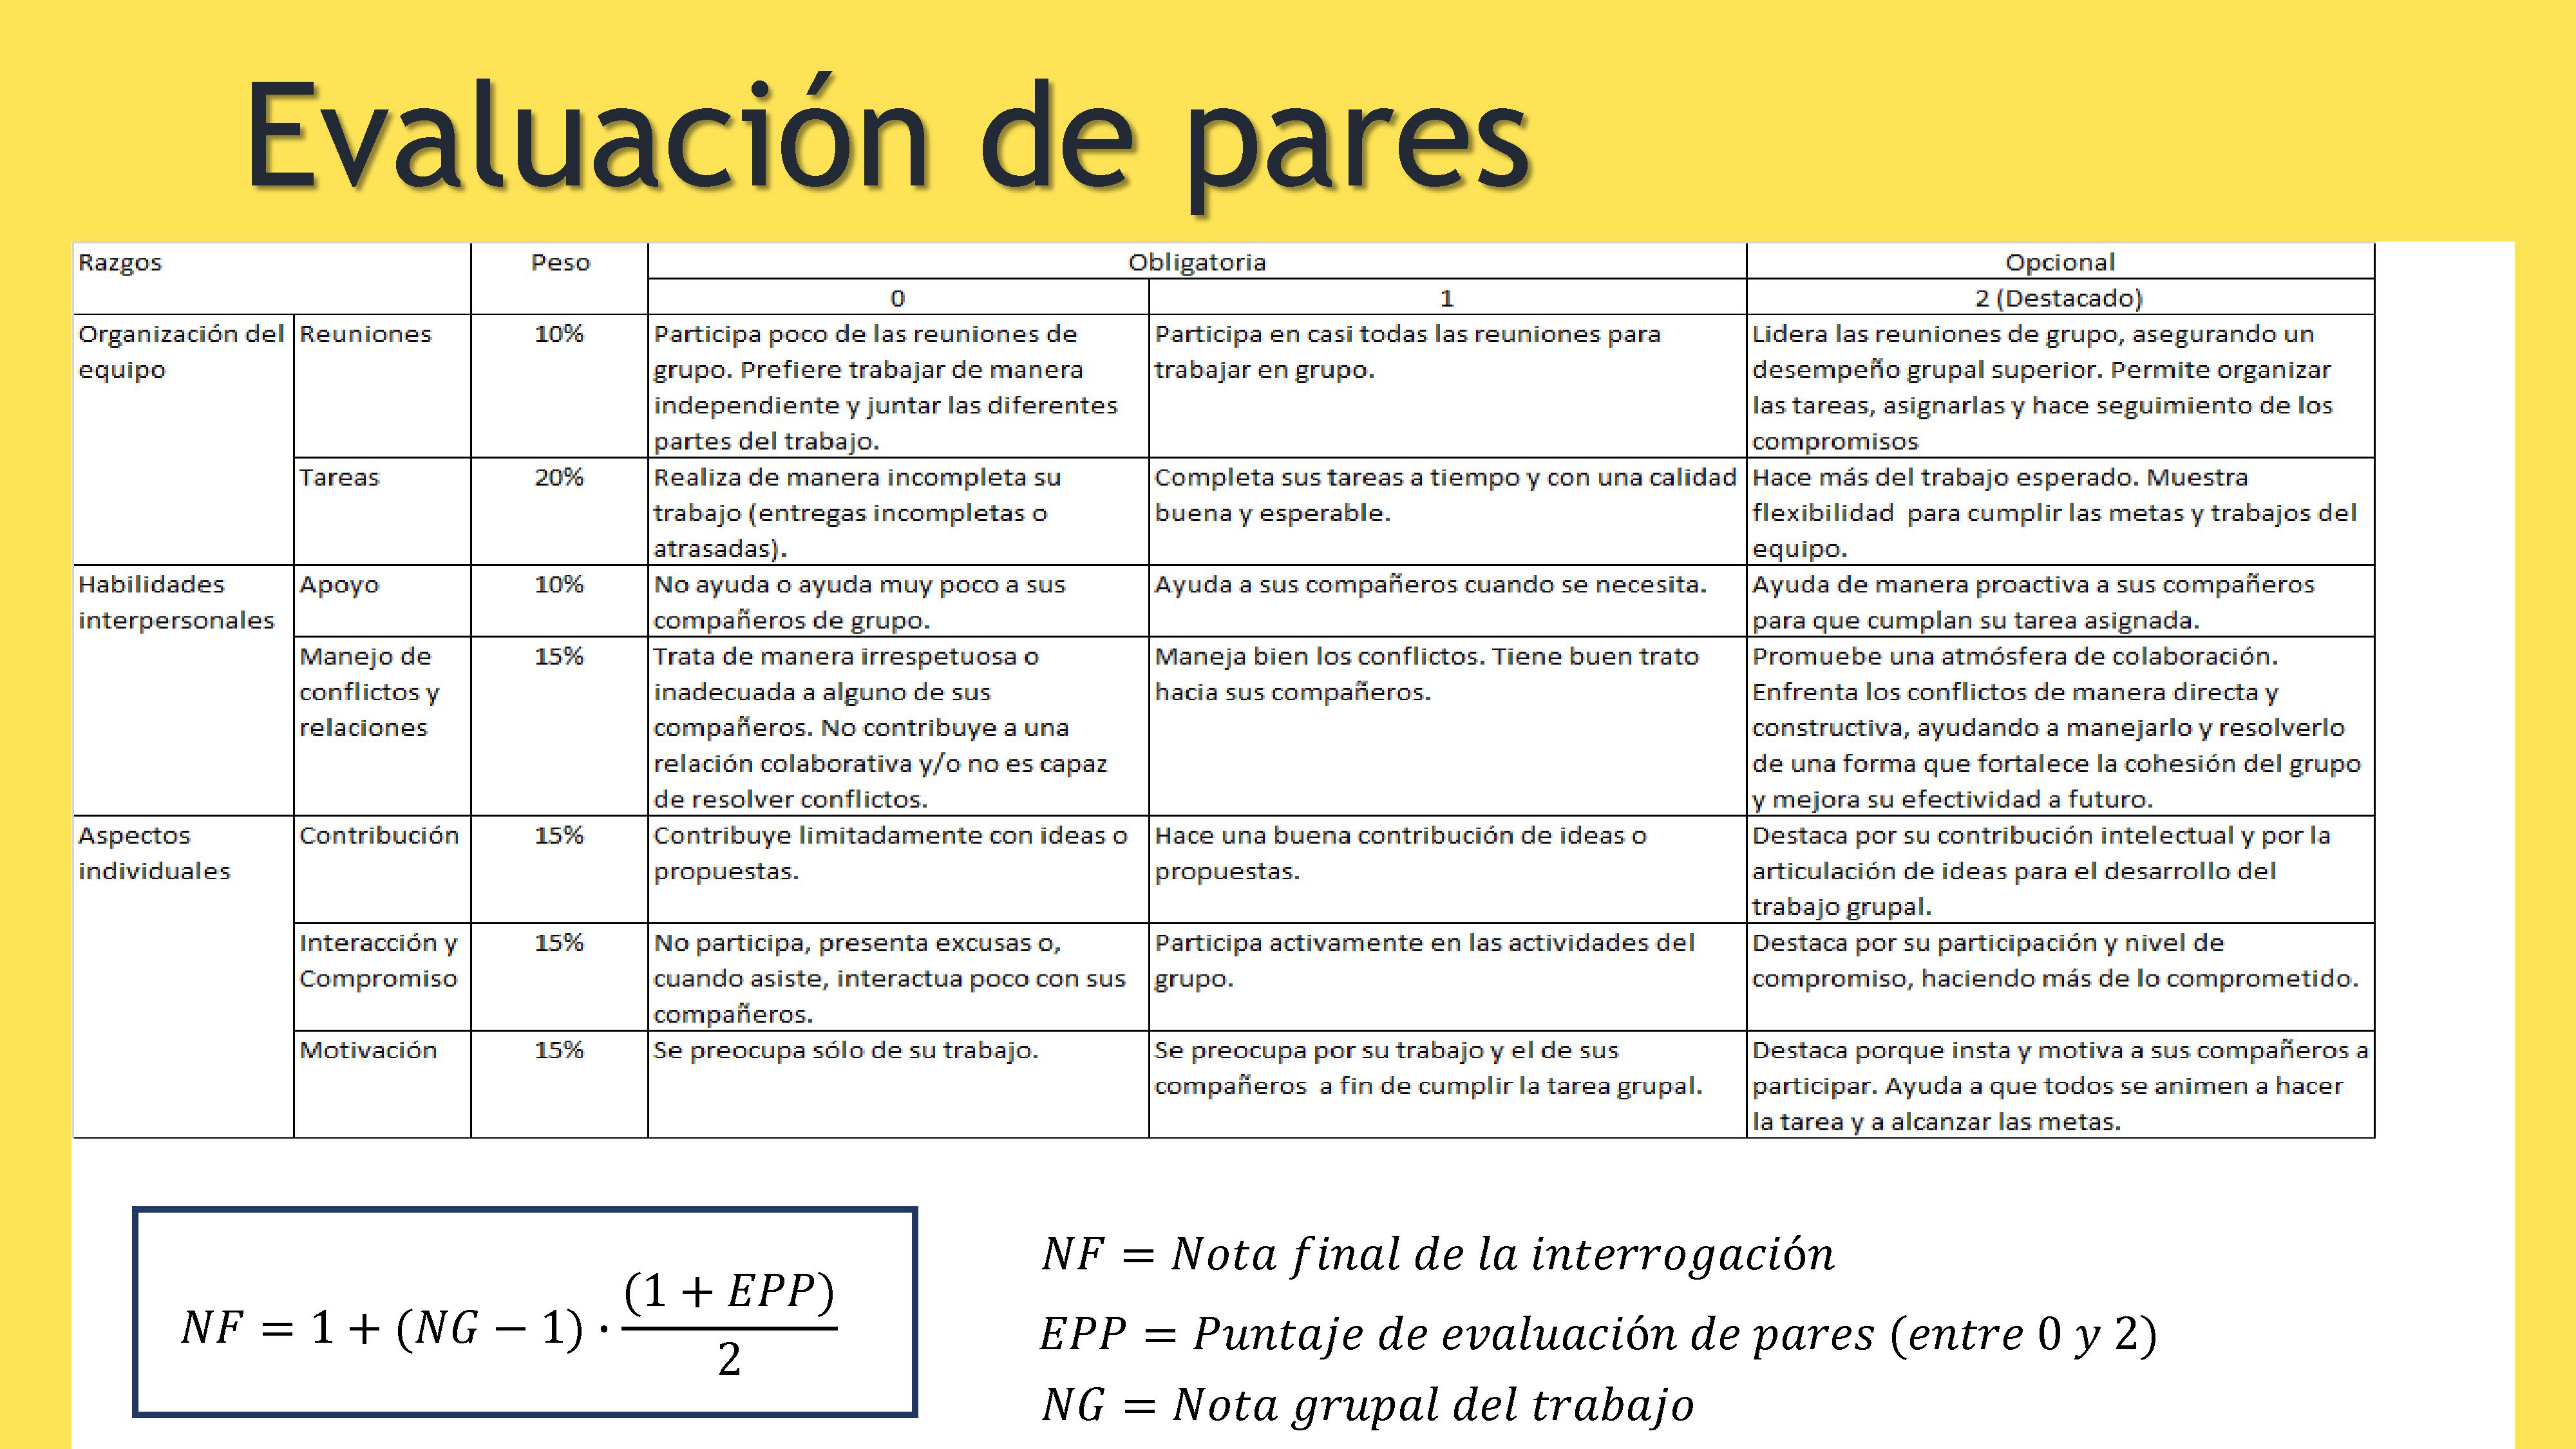 Evaluación de pares
Razgos
Peso
Obligatoria
Opcional
0
1
2 (Destacado)
Organización del
equipo
Reuniones
10%
Participa poco de las reuniones de
grupo. Prefiere trabajar de manera
independiente y juntar las diferentes
partes del trabajo.
Participa en casi todas las reuniones para
trabajar en grupo.
Lidera las reuniones de grupo, asegurando un
desempeño grupal superior. Permite organizar
las tareas, asignarlas y hace seguimiento de los
compromisos
Tareas
20%
Realiza de manera incompleta su
trabajo (entregas incompletas o
atrasadas).
Completa sus tareas a tiempo y con una calidad
buena y esperable.
Hace más del trabajo esperado. Muestra
flexibilidad para cumplir las metas y trabajos del
equipo.
Habilidades
interpersonales
Apoyo
10%
No ayuda o ayuda muy poco a sus
compañeros de grupo.
Ayuda a sus compañeros cuando se necesita.
Ayuda de manera proactiva a sus compañeros
para que cumplan su tarea asignada.
Manejo de
conflictos y
relaciones
15%
Trata de manera irrespetuosa o
inadecuada a alguno de sus
compañeros. No contribuye a una
relación colaborativa y/o no es capaz
de resolver conflictos.
Maneja bien los conflictos. Tiene buen trato
hacia sus compañeros.
Promuebe una atmósfera de colaboración.
Enfrenta los conflictos de manera directa y
constructiva, ayudando a manejarlo y resolverlo
de una forma que fortalece la cohesión del grupo
y mejora su efectividad a futuro.
Aspectos
individuales
Contribución
15%
Contribuye limitadamente con ideas o
propuestas.
Hace una buena contribución de ideas o
propuestas.
Destaca por su contribución intelectual y por la
articulación de ideas para el desarrollo del
trabajo grupal.
Interacción y
Compromiso
15%
No participa, presenta excusas o,
cuando asiste, interactua poco con sus
compañeros.
Participa activamente en las actividades del
grupo.
Destaca por su participación y nivel de
compromiso, haciendo más de lo comprometido.
Motivación
15%
Se preocupa sólo de su trabajo.
Se preocupa por su trabajo y el de sus
compañeros a fin de cumplir la tarea grupal.
Destaca porque insta y motiva a sus compañeros a
participar. Ayuda a que todos se animen a hacer
la tarea y a alcanzar las metas.
NF = 1 + (NG − 1) · (1 + EPP) / 2
NF = Nota final de la interrogación
EPP = Puntaje de evaluación de pares (entre 0 y 2)
NG = Nota grupal del trabajo